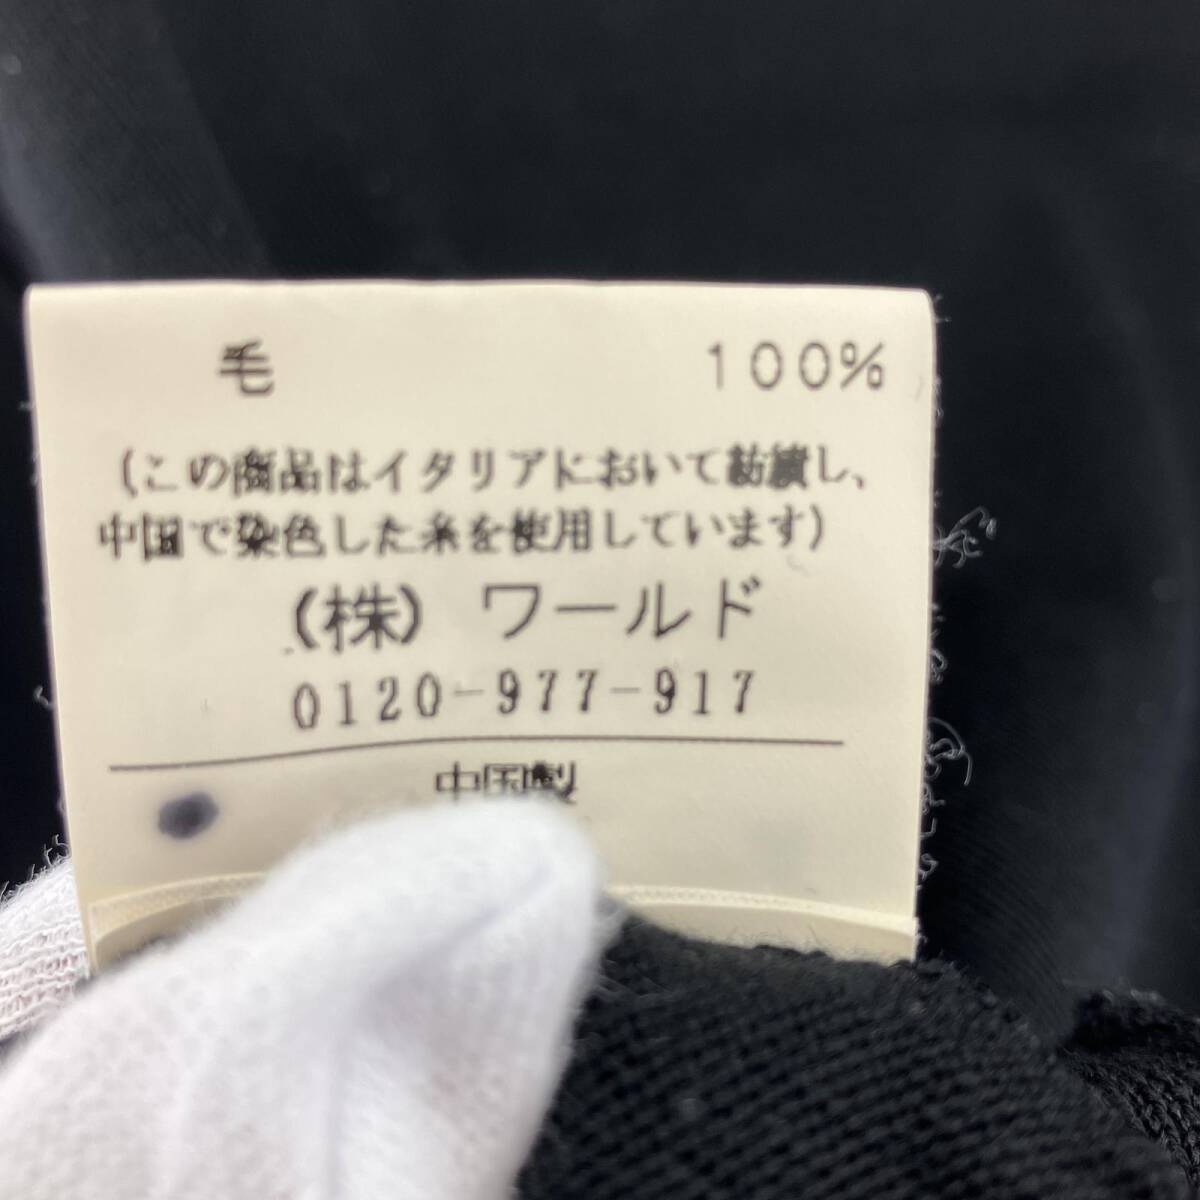 毛 100%
(この商品はイタリアにおいて紡績し、
中国で染色した糸を使用しています)
(株) ワールド
0120-977-917
中国製